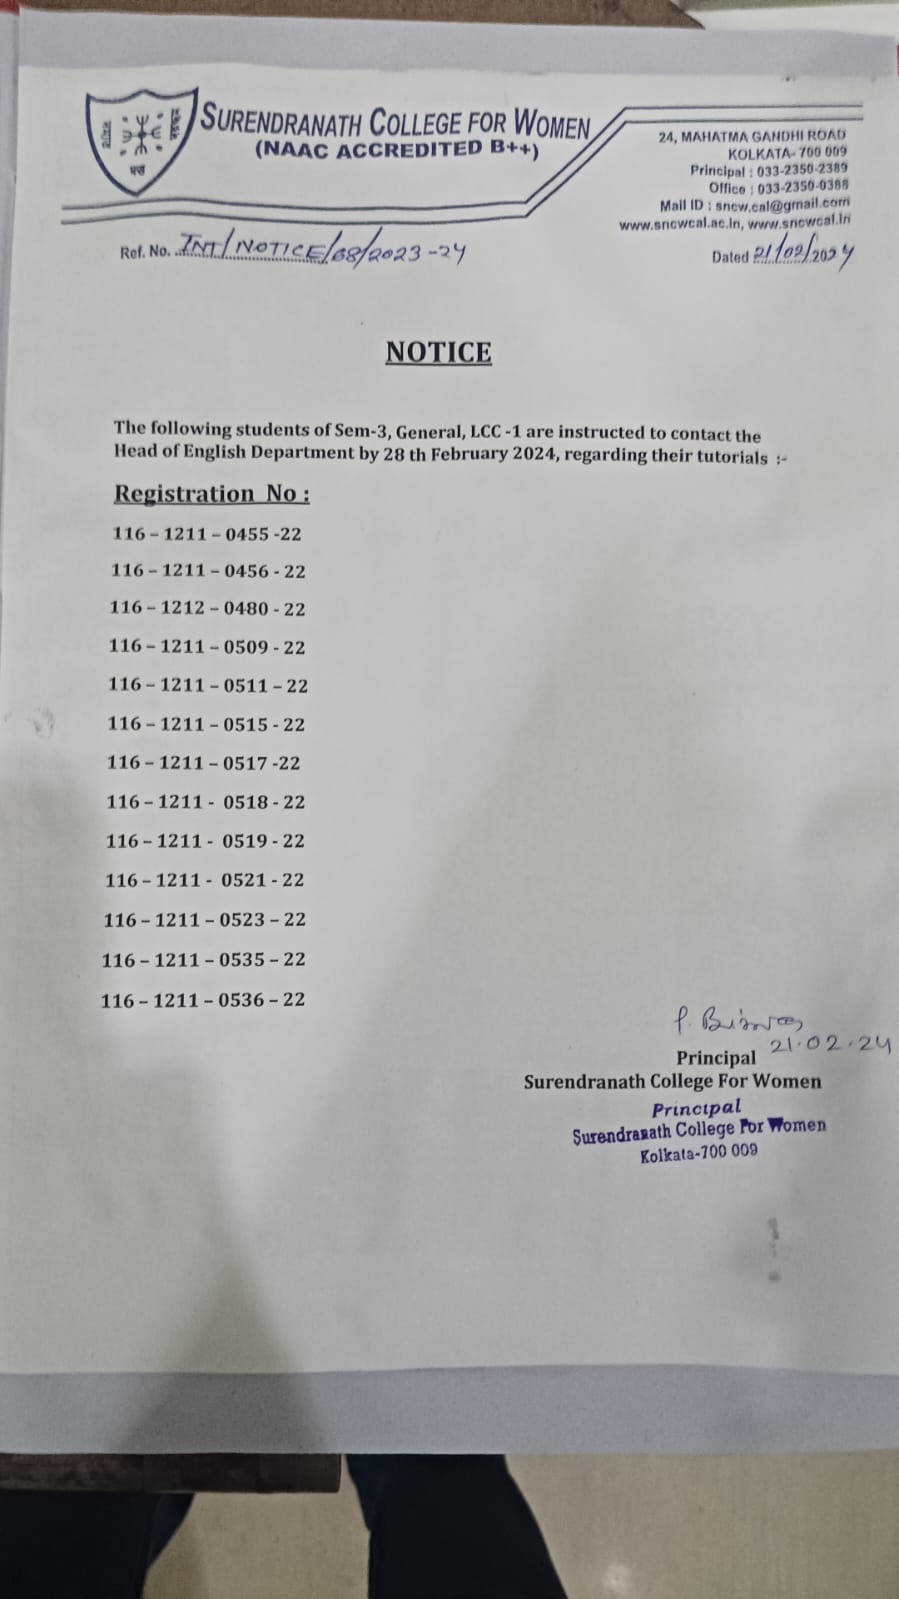 SURENDRANATH COLLEGE FOR WOMEN
(NAAC ACCREDITED B++)
24, MAHATMA GANDHI ROAD
KOLKATA- 700 009
Principal : 033-2350-2389
Office : 033-2350-0388
Mail ID : sncw.cal@gmail.com
www.sncwcal.ac.in, www.sncwcal.in
Ref. No. INT/NOTICE/68/2023-24
Dated 21/02/2024
NOTICE
The following students of Sem-3, General, LCC -1 are instructed to contact the
Head of English Department by 28 th February 2024, regarding their tutorials :-
Registration No :
116 – 1211 – 0455 -22
116 – 1211 – 0456 - 22
116 – 1212 – 0480 - 22
116 – 1211 – 0509 - 22
116 – 1211 – 0511 – 22
116 – 1211 – 0515 - 22
116 – 1211 – 0517 -22
116 – 1211 - 0518 - 22
116 – 1211 - 0519 - 22
116 – 1211 - 0521 - 22
116 – 1211 – 0523 – 22
116 – 1211 – 0535 – 22
116 – 1211 – 0536 – 22
P. Biswas
21.02.24
Principal
Surendranath College For Women
Principal
Surendranath College For Women
Kolkata-700 009